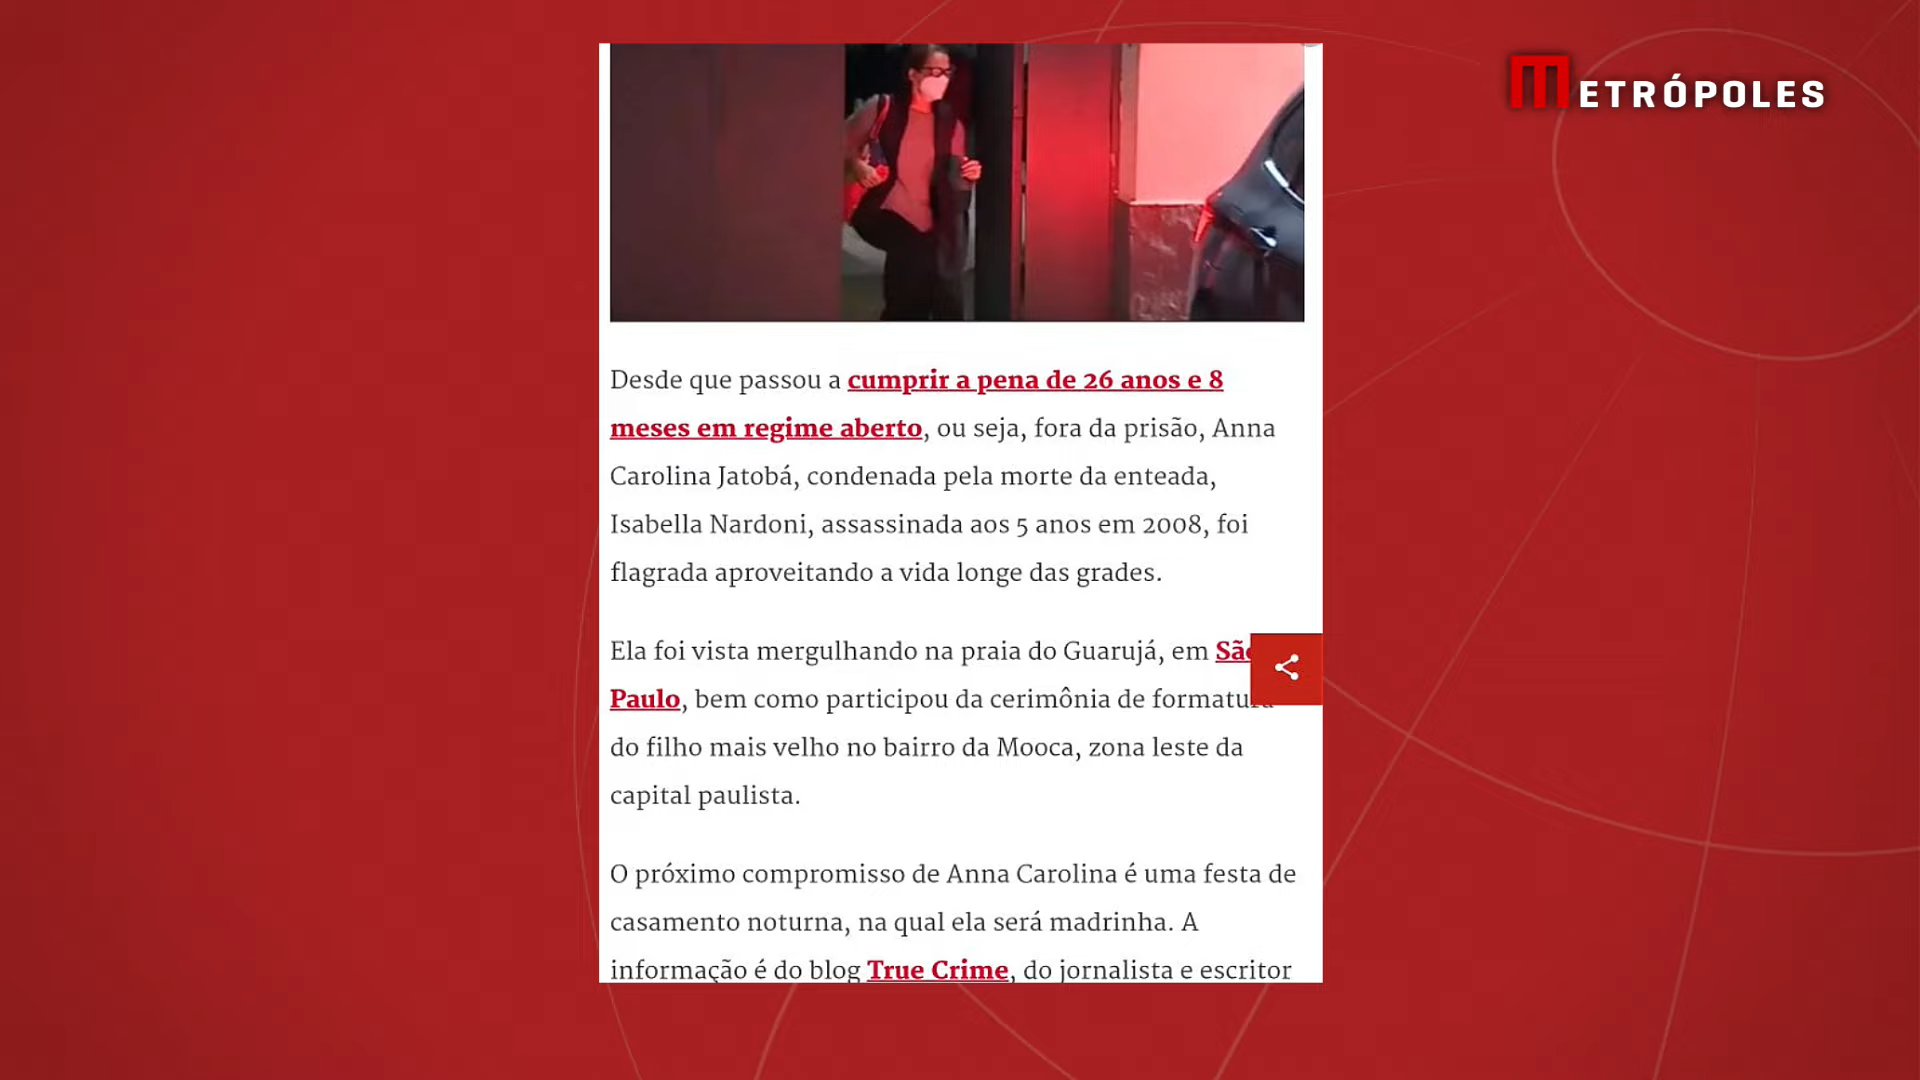 METRÓPOLES
Desde que passou a cumprir a pena de 26 anos e 8
meses em regime aberto, ou seja, fora da prisão, Anna
Carolina Jatobá, condenada pela morte da enteada,
Isabella Nardoni, assassinada aos 5 anos em 2008, foi
flagrada aproveitando a vida longe das grades.
Ela foi vista mergulhando na praia do Guarujá, em São
Paulo, bem como participou da cerimônia de formatura
do filho mais velho no bairro da Mooca, zona leste da
capital paulista.
O próximo compromisso de Anna Carolina é uma festa de
casamento noturna, na qual ela será madrinha. A
informação é do blog True Crime, do jornalista e escritor